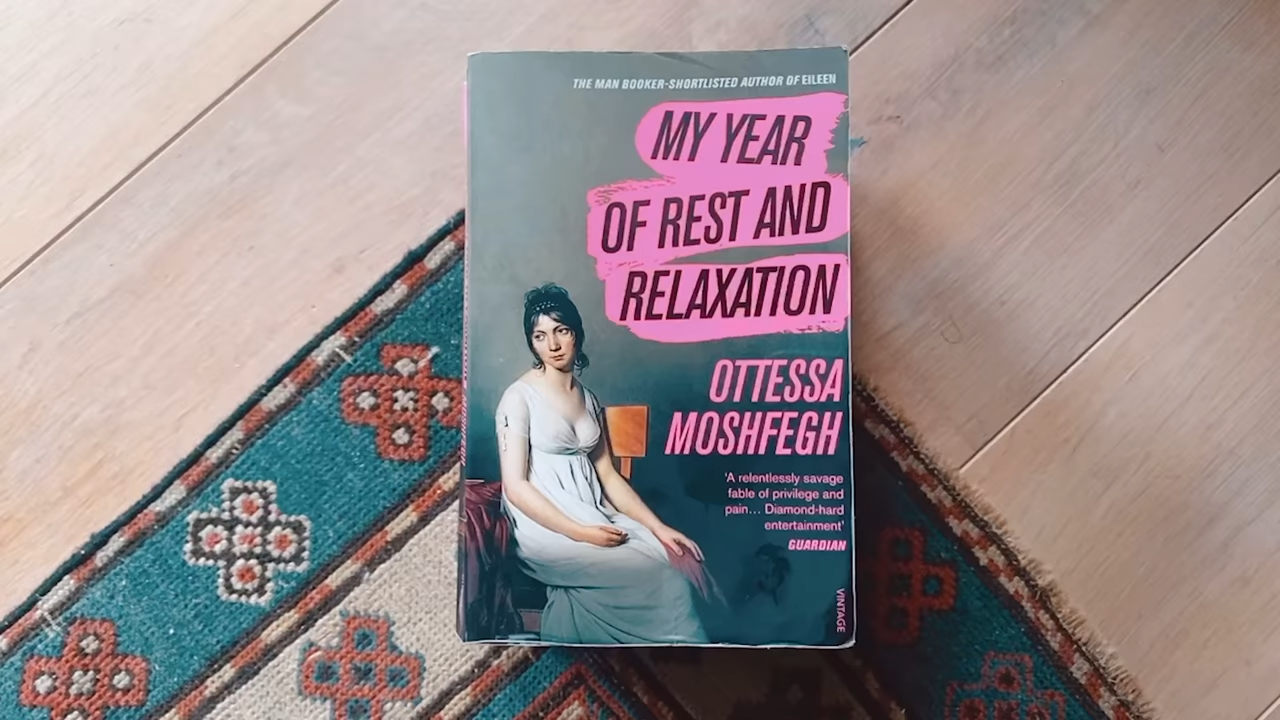 THE MAN BOOKER-SHORTLISTED AUTHOR OF EILEEN
MY YEAR
OF REST AND
RELAXATION
OTTESSA
MOSHFEGH
'A relentlessly savage
fable of privilege and
pain... Diamond-hard
entertainment'
GUARDIAN
VINTAGE